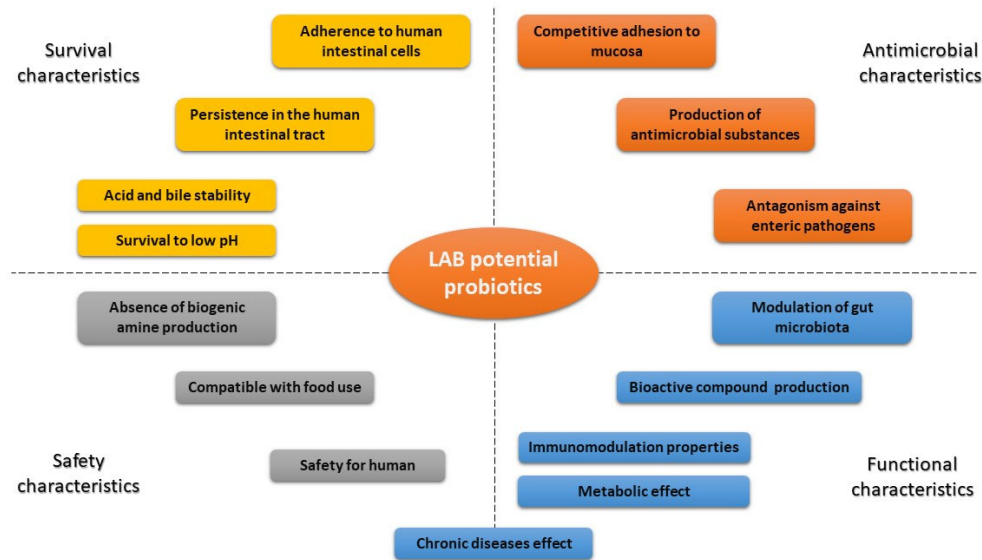 Survival
characteristics
Adherence to human
intestinal cells
Persistence in the human
intestinal tract
Acid and bile stability
Survival to low pH
Competitive adhesion to
mucosa
Antimicrobial
characteristics
Production of
antimicrobial substances
Antagonism against
enteric pathogens
LAB potential
probiotics
Absence of biogenic
amine production
Compatible with food use
Safety for human
Safety
characteristics
Modulation of gut
microbiota
Bioactive compound production
Immunomodulation properties
Metabolic effect
Functional
characteristics
Chronic diseases effect